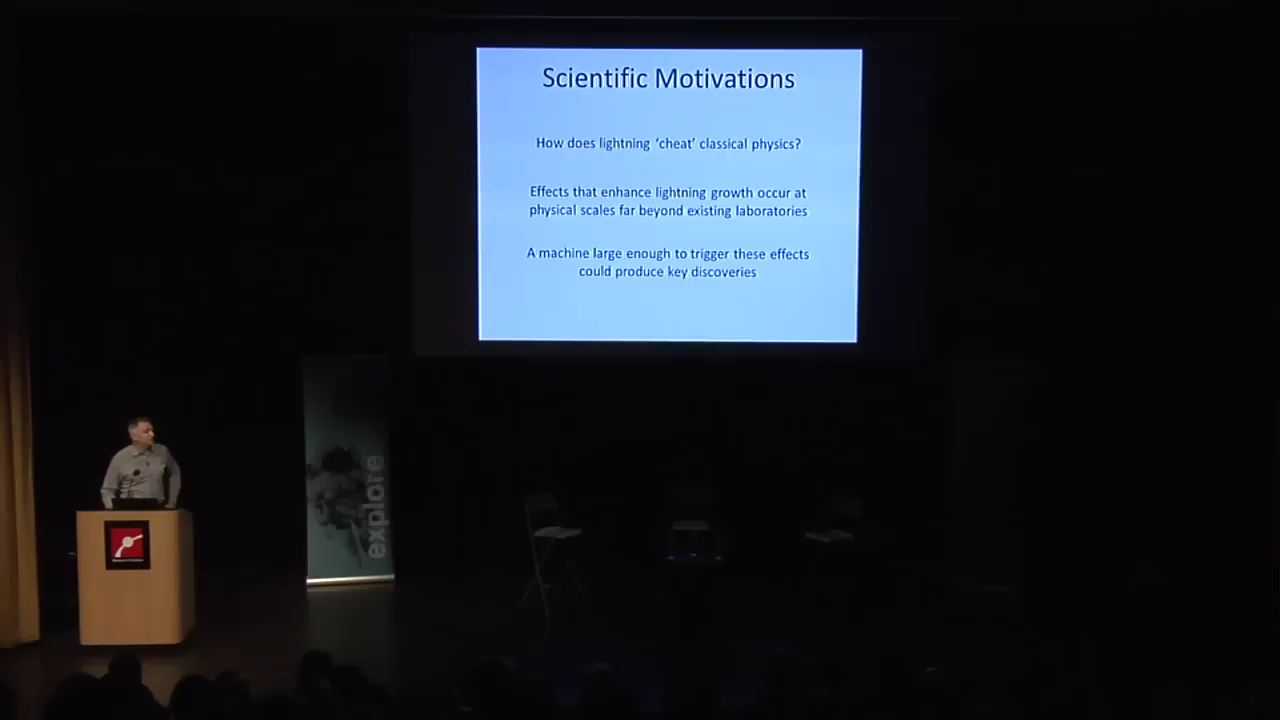 Scientific Motivations
How does lightning ‘cheat’ classical physics?
Effects that enhance lightning growth occur at
physical scales far beyond existing laboratories
A machine large enough to trigger these effects
could produce key discoveries
explore